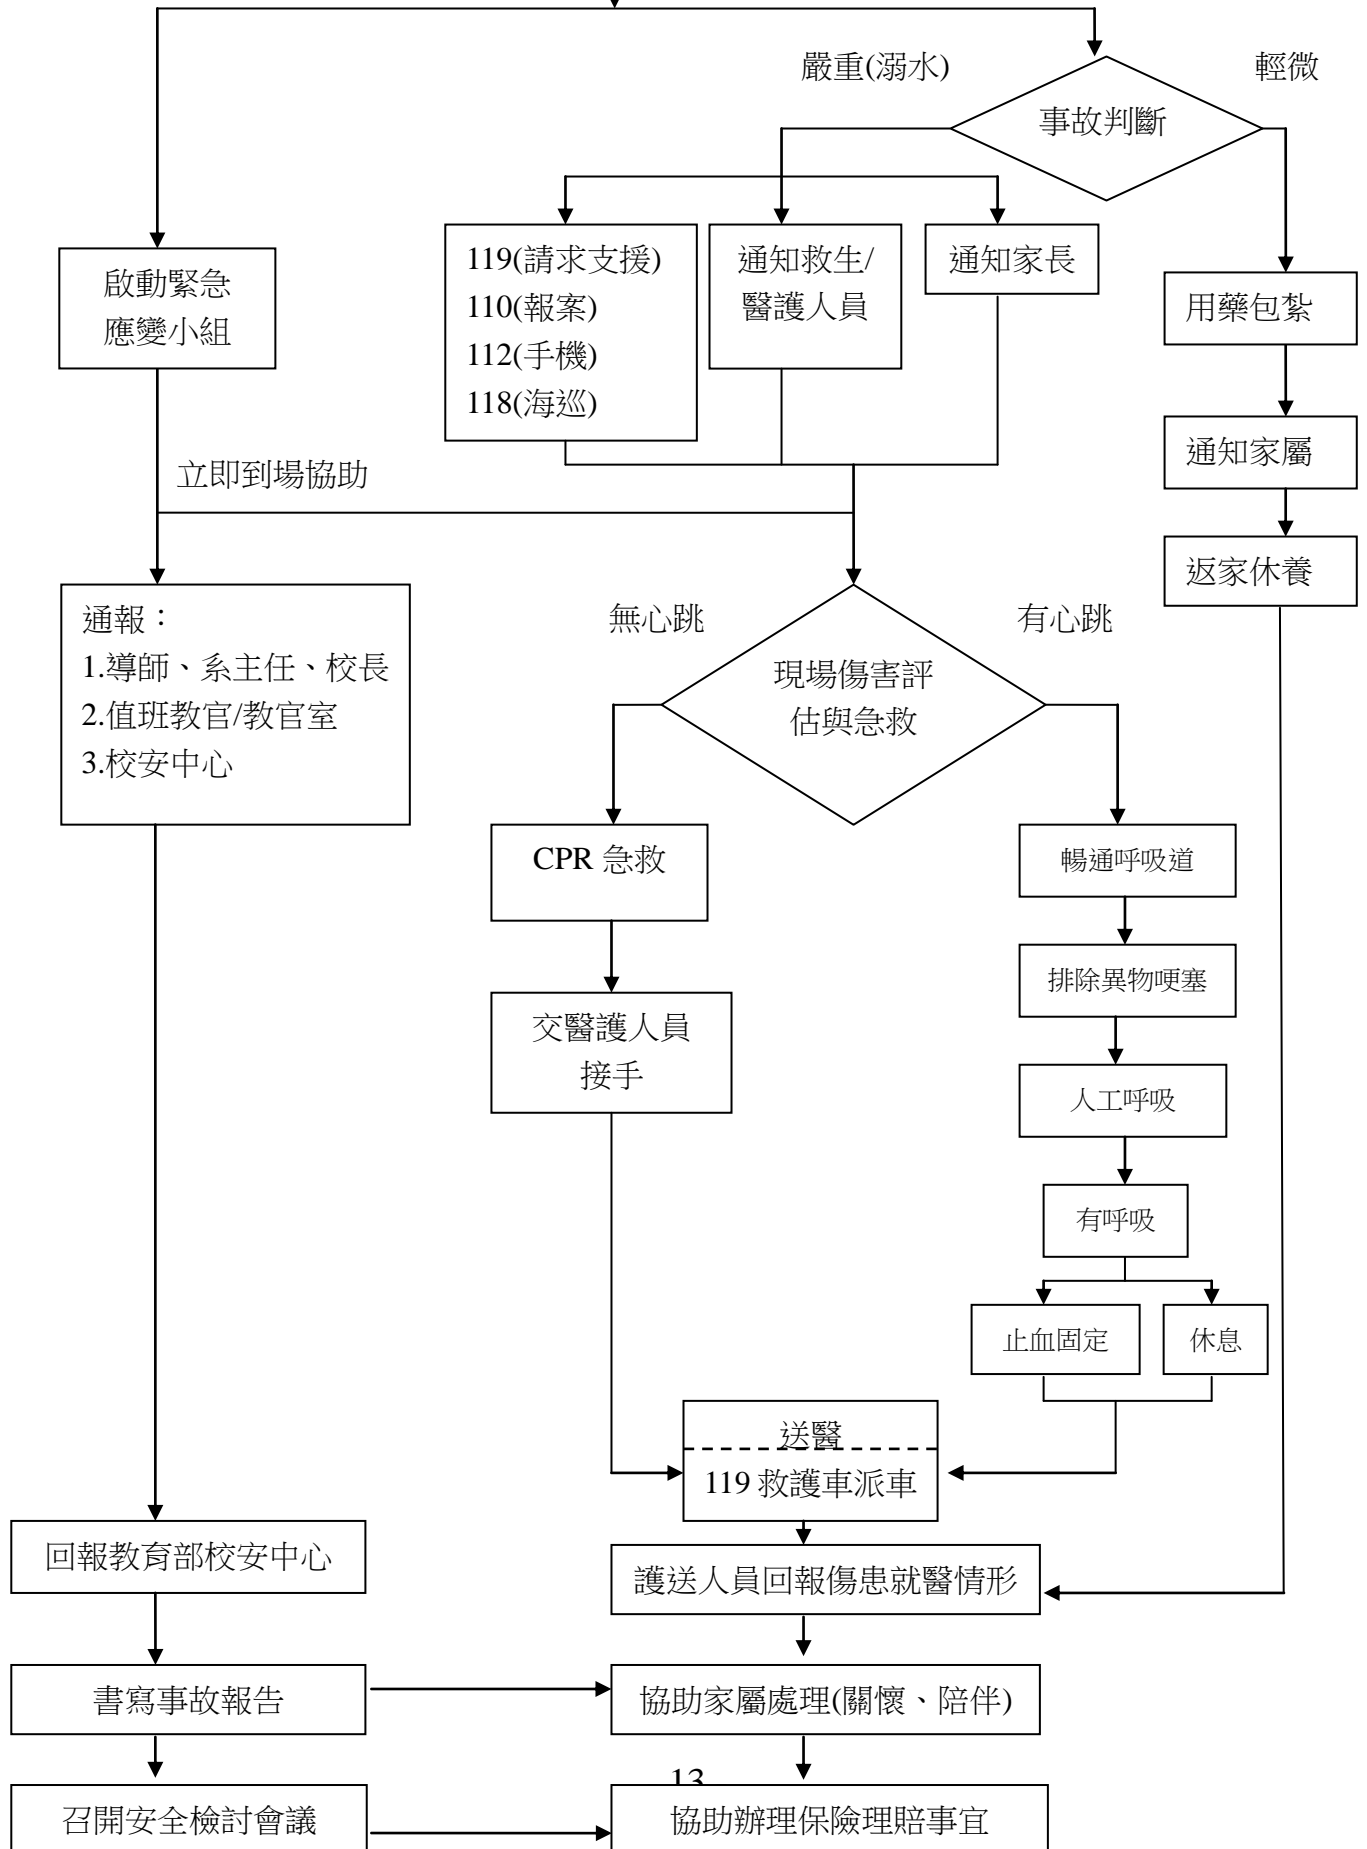 嚴重(溺水)
輕微
事故判斷
119(請求支援)
110(報案)
112(手機)
118(海巡)
通知救生/
醫護人員
通知家長
啟動緊急
應變小組
用藥包紮
通知家屬
返家休養
立即到場協助
通報：
1.導師、系主任、校長
2.值班教官/教官室
3.校安中心
無心跳
有心跳
現場傷害評
估與急救
CPR 急救
交醫護人員
接手
暢通呼吸道
排除異物哽塞
人工呼吸
有呼吸
止血固定
休息
送醫
119 救護車派車
回報教育部校安中心
護送人員回報傷患就醫情形
書寫事故報告
協助家屬處理(關懷、陪伴)
13
召開安全檢討會議
協助辦理保險理賠事宜